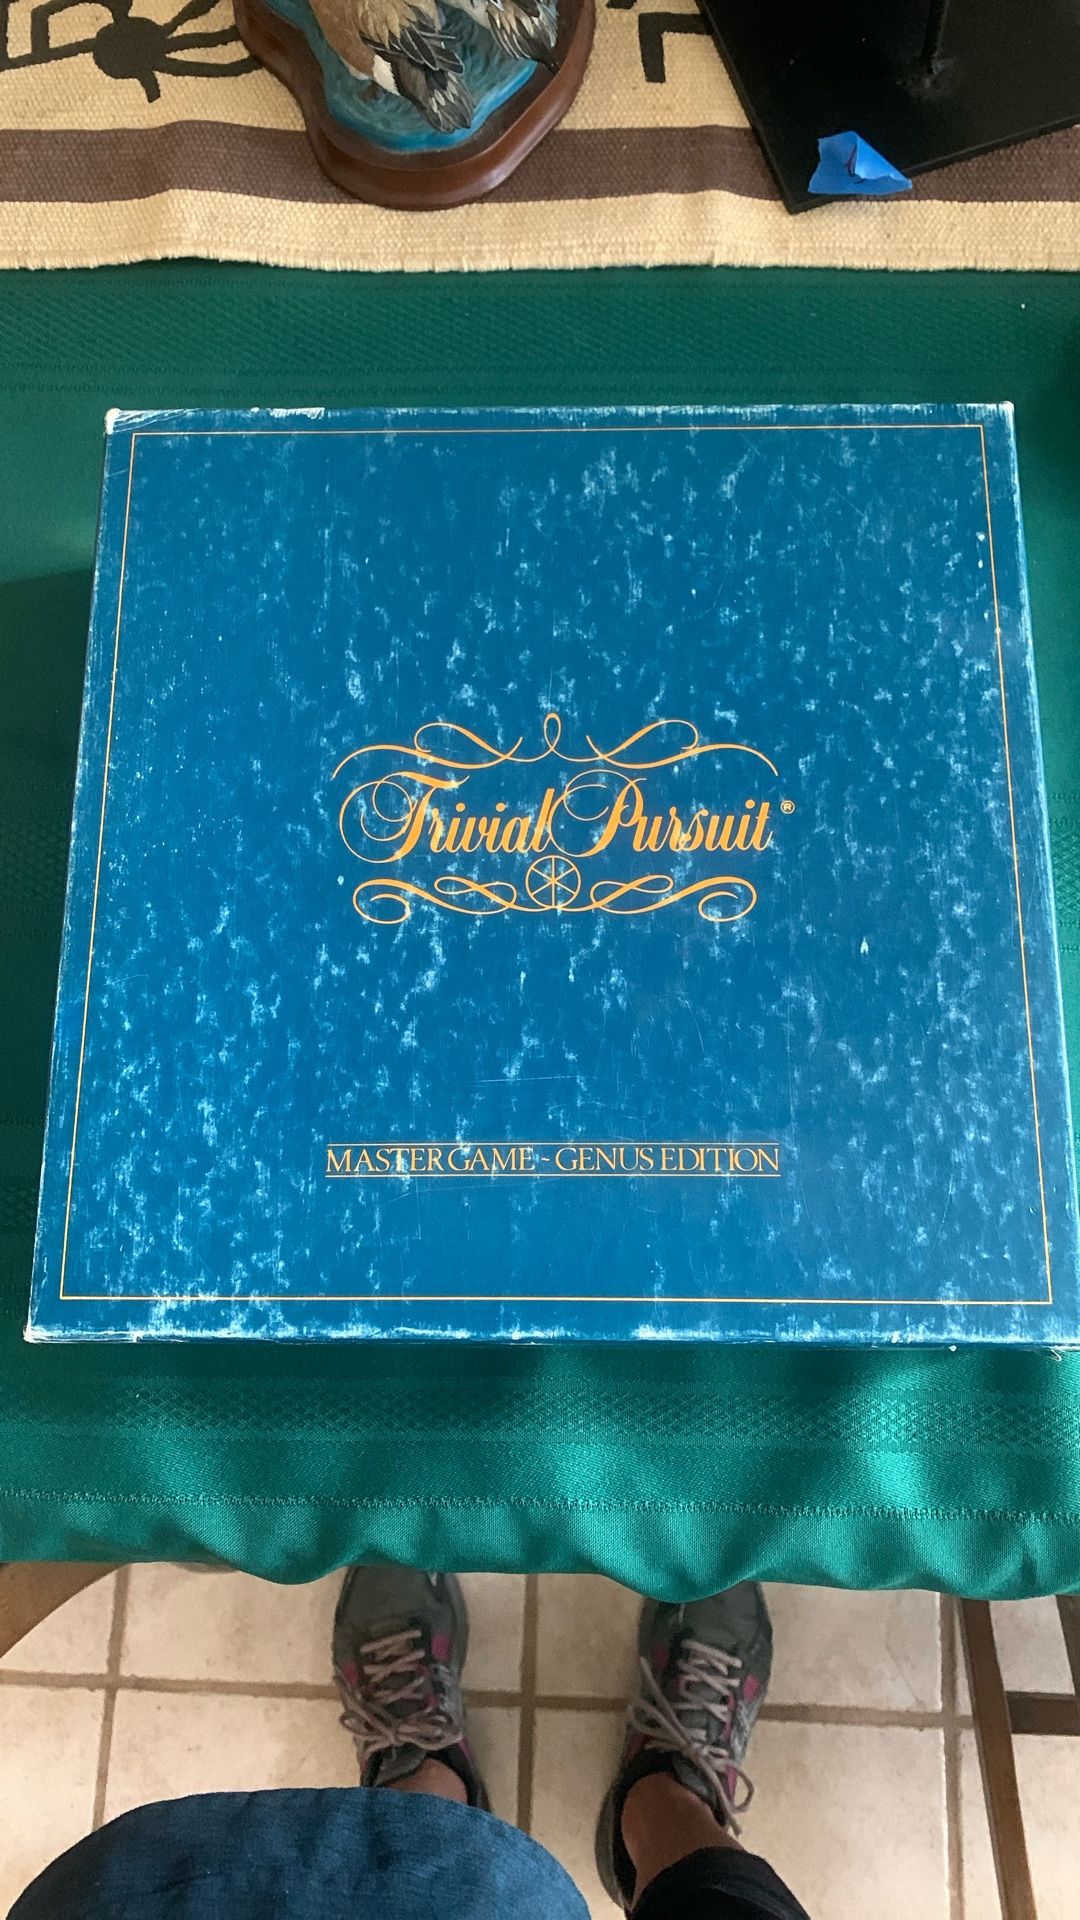 Trivial Pursuit®
MASTER GAME - GENUS EDITION